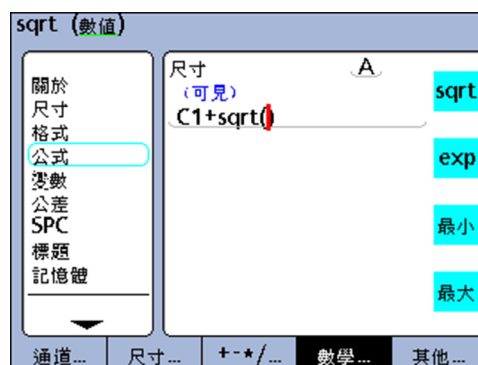 sqrt (數值)
關於
尺寸
格式
公式
變數
公差
SPC
標題
記憶體
尺寸 A
(可見)
C1+sqrt()
sqrt
exp
最小
最大
通道... 尺寸... +-*/... 數學... 其他...